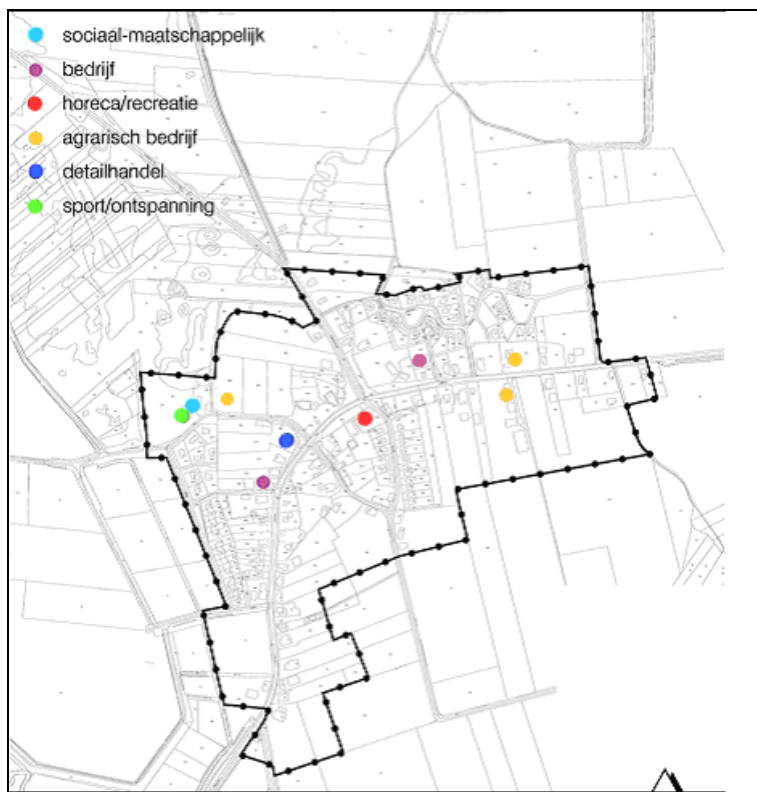 sociaal-maatschappelijk
bedrijf
horeca/recreatie
agrarisch bedrijf
detailhandel
sport/ontspanning